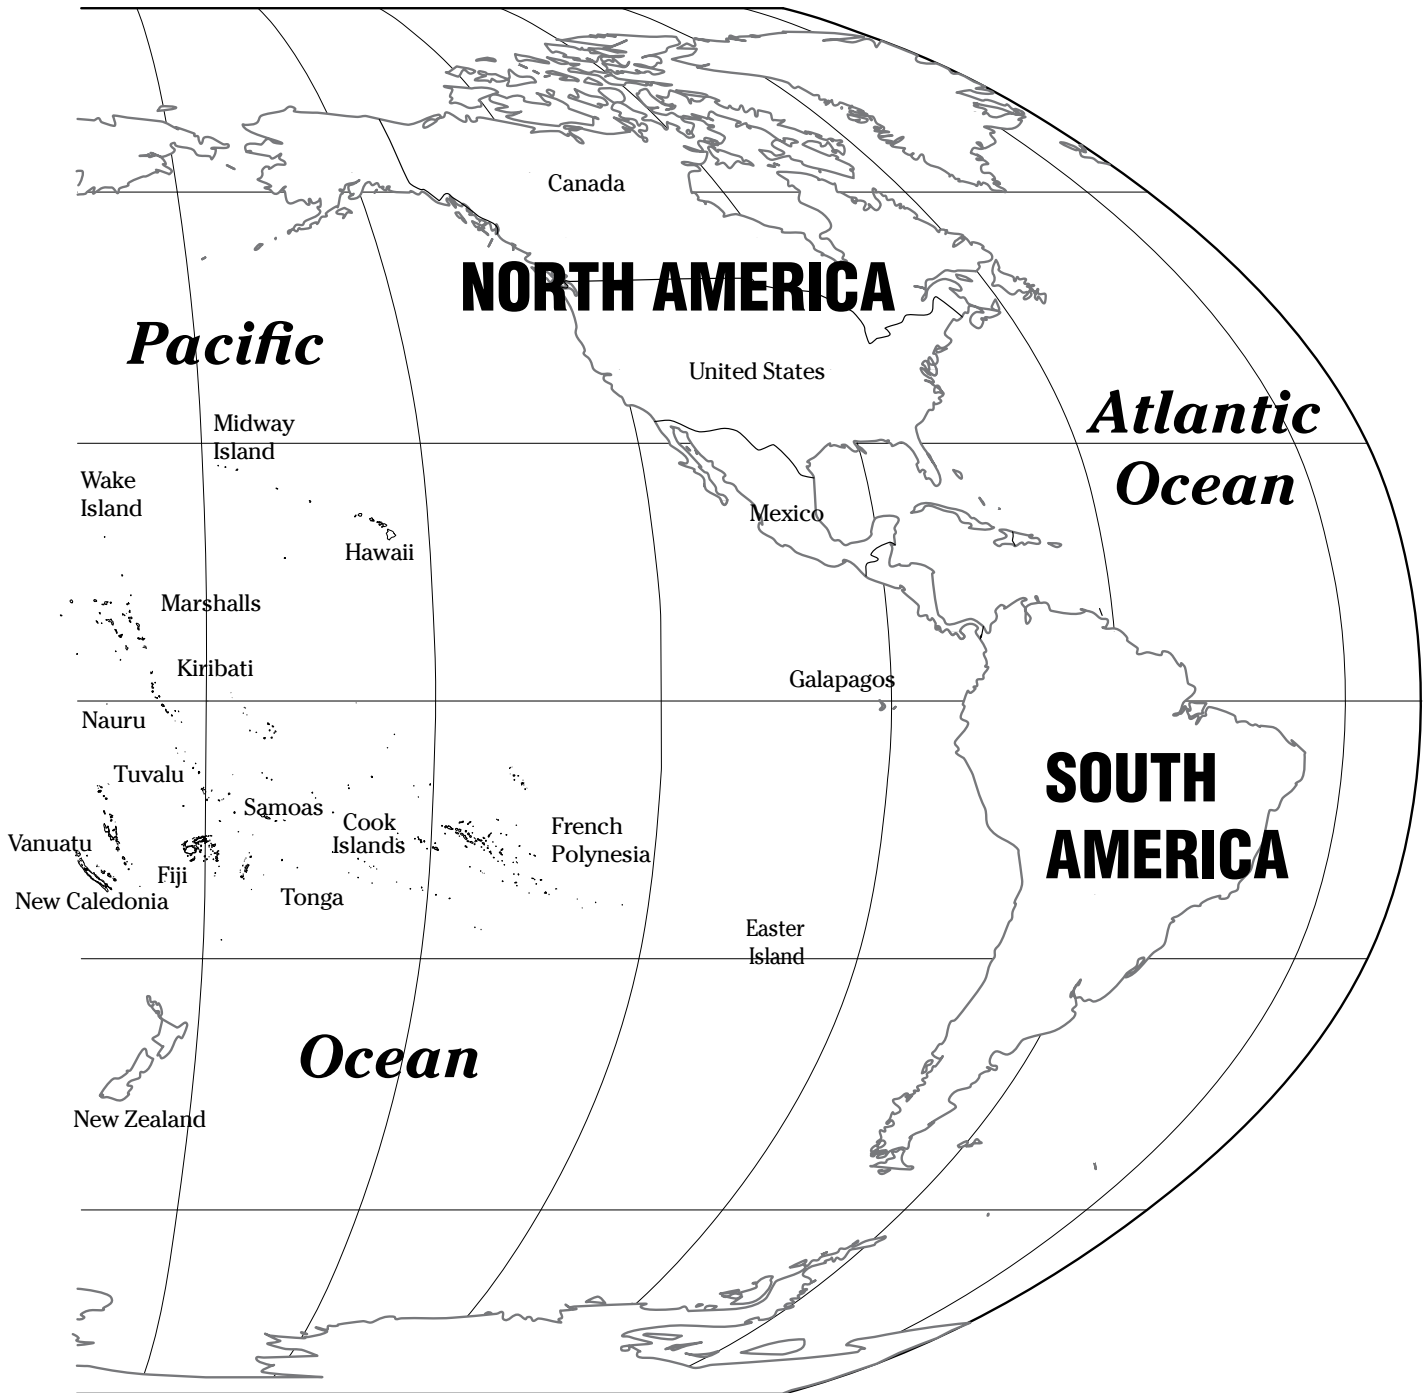 Canada
NORTH AMERICA
Pacific
United States
Atlantic
Ocean
Midway
Island
Wake
Island
Mexico
Hawaii
Marshalls
Kiribati
Galapagos
Nauru
SOUTH
AMERICA
Tuvalu
Samoas
Cook
Islands
French
Polynesia
Vanuatu
Fiji
New Caledonia
Tonga
Easter
Island
Ocean
New Zealand